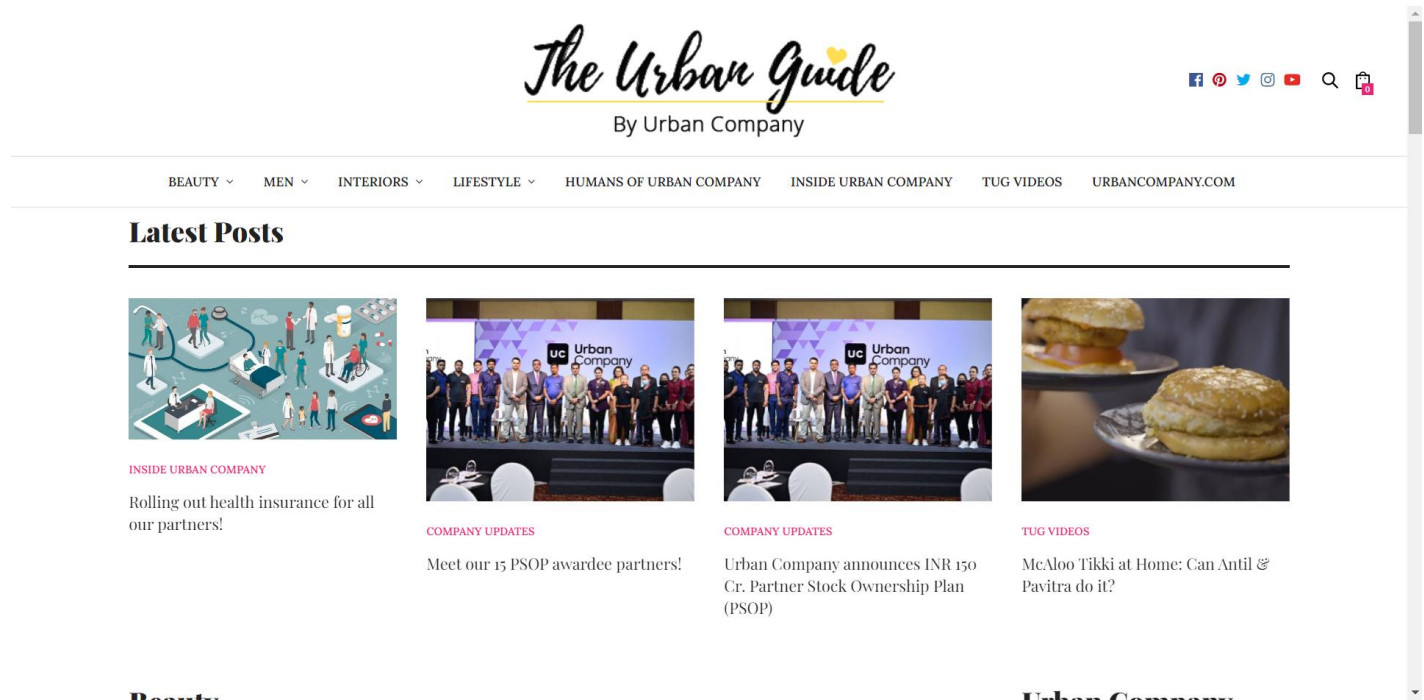 The Urban Guide
By Urban Company
0
BEAUTY
MEN
INTERIORS
LIFESTYLE
HUMANS OF URBAN COMPANY
INSIDE URBAN COMPANY
TUG VIDEOS
URBANCOMPANY.COM
Latest Posts
UC Urban Company
UC Urban Company
INSIDE URBAN COMPANY
Rolling out health insurance for all
our partners!
COMPANY UPDATES
Meet our 15 PSOP awardee partners!
COMPANY UPDATES
Urban Company announces INR 150
Cr. Partner Stock Ownership Plan
(PSOP)
TUG VIDEOS
McAloo Tikki at Home: Can Antil &
Pavitra do it?
Beauty
Urban Company